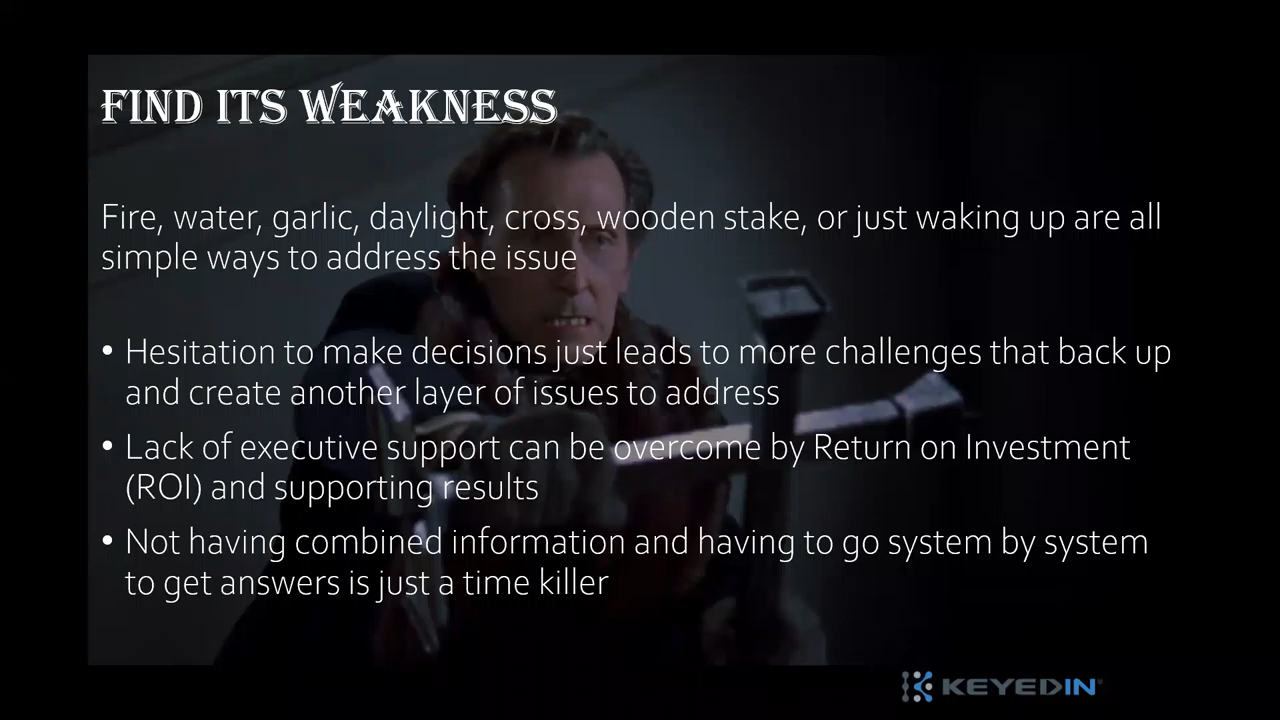 FIND ITS WEAKNESS
Fire, water, garlic, daylight, cross, wooden stake, or just waking up are all
simple ways to address the issue
• Hesitation to make decisions just leads to more challenges that back up
and create another layer of issues to address
• Lack of executive support can be overcome by Return on Investment
(ROI) and supporting results
• Not having combined information and having to go system by system
to get answers is just a time killer
KEYEDIN